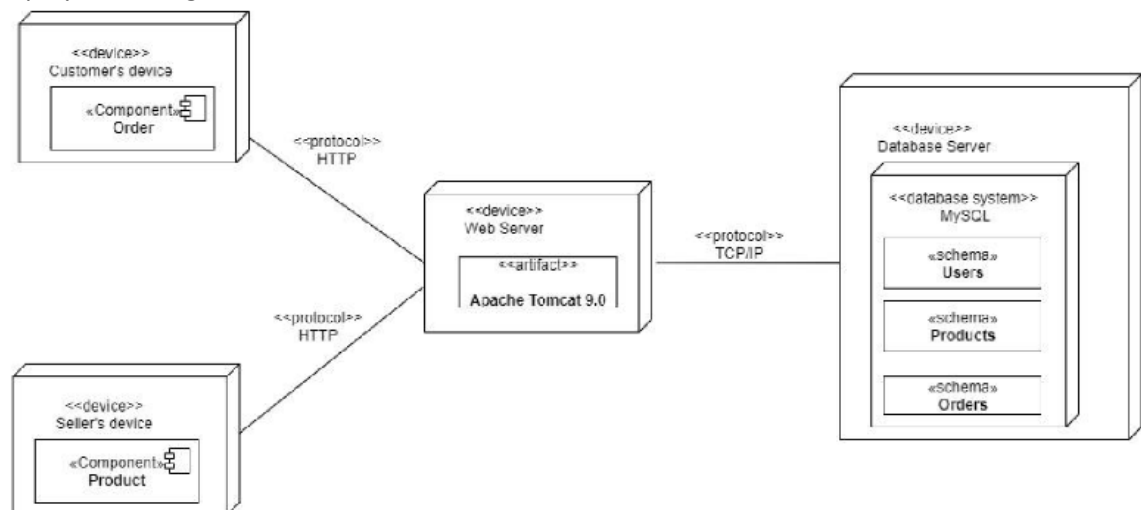 <<device>>
Customer's device
«Component»
Order
<<protocol>>
HTTP
<<device>>
Web Server
<<artifact>>
Apache Tomcat 9.0
<<protocol>>
TCP/IP
<<device>>
Database Server
<<database system>>
MySQL
«schema»
Users
«schema»
Products
«schema»
Orders
<<protocol>>
HTTP
<<device>>
Seller's device
«Component»
Product